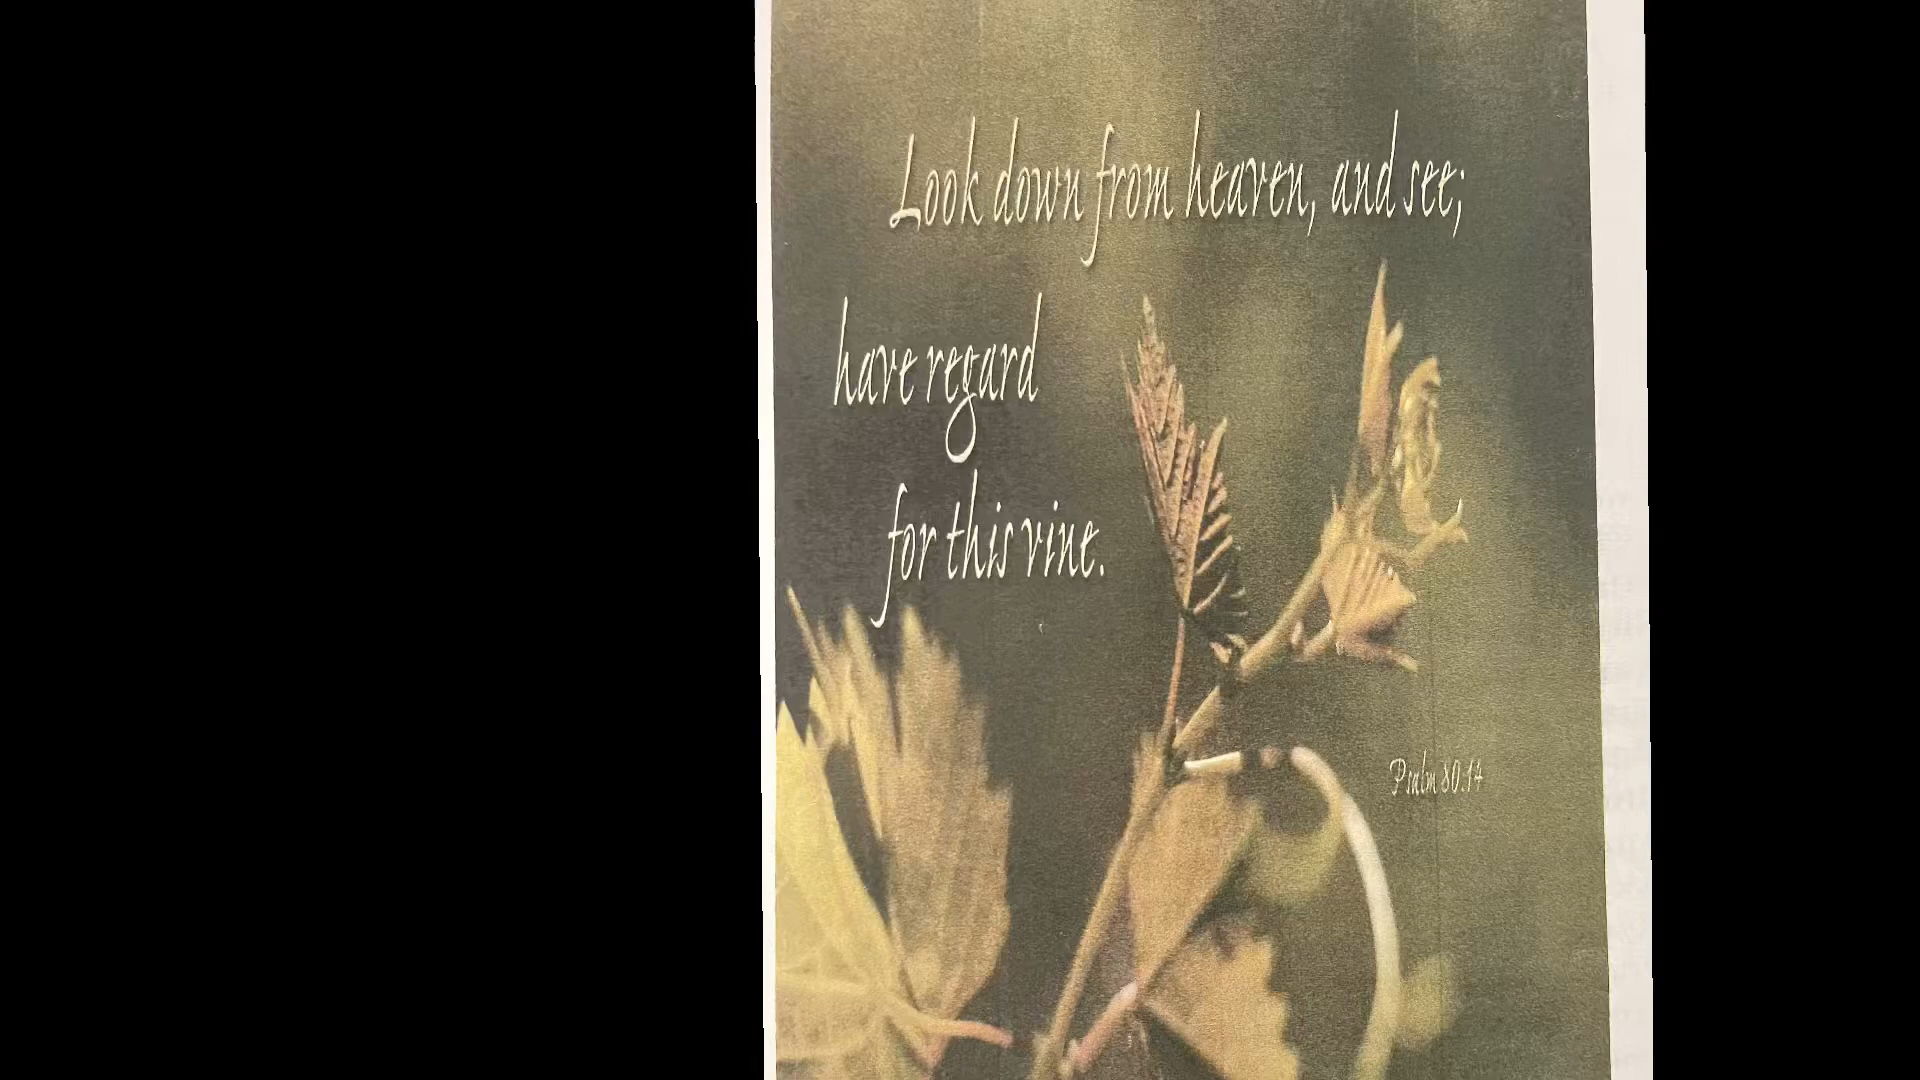 Look down from heaven, and see;
have regard
for this vine.
Psalm 80:14